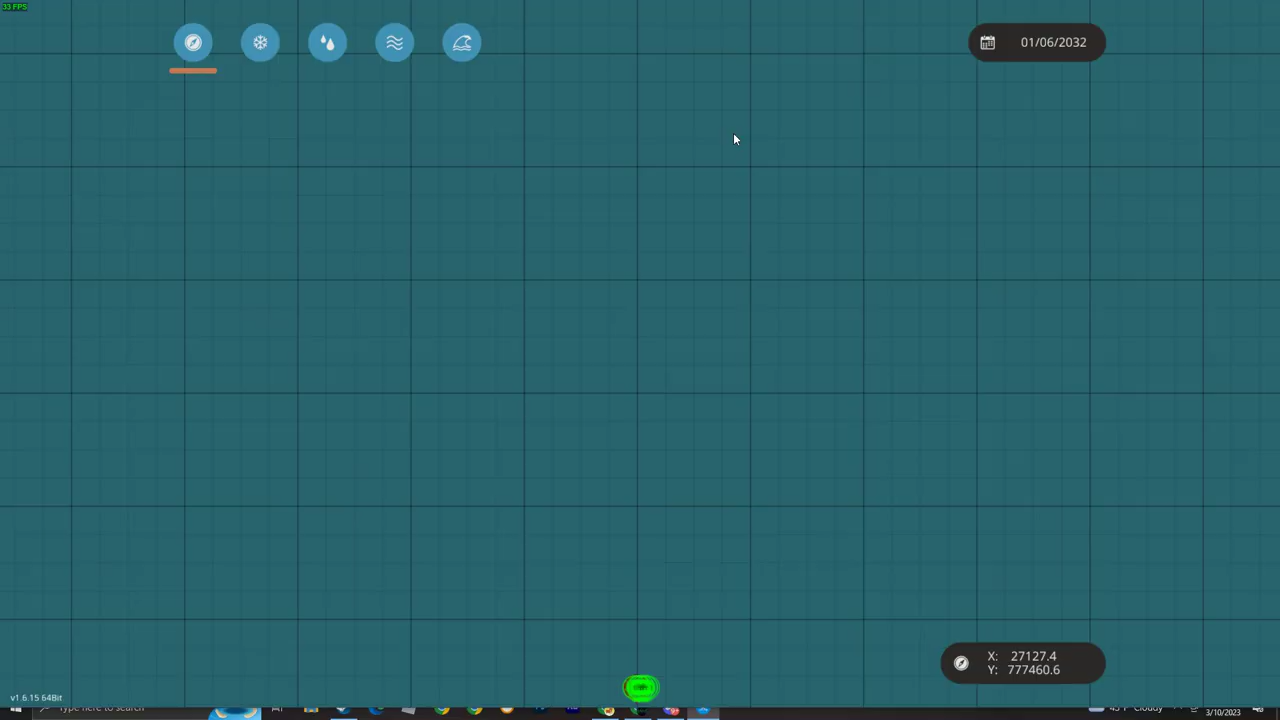 33 FPS
01/06/2032
X: 27127.4
Y: 777460.6
v1.6.15 64Bit
Type here to search
Cloudy
3/10/2023